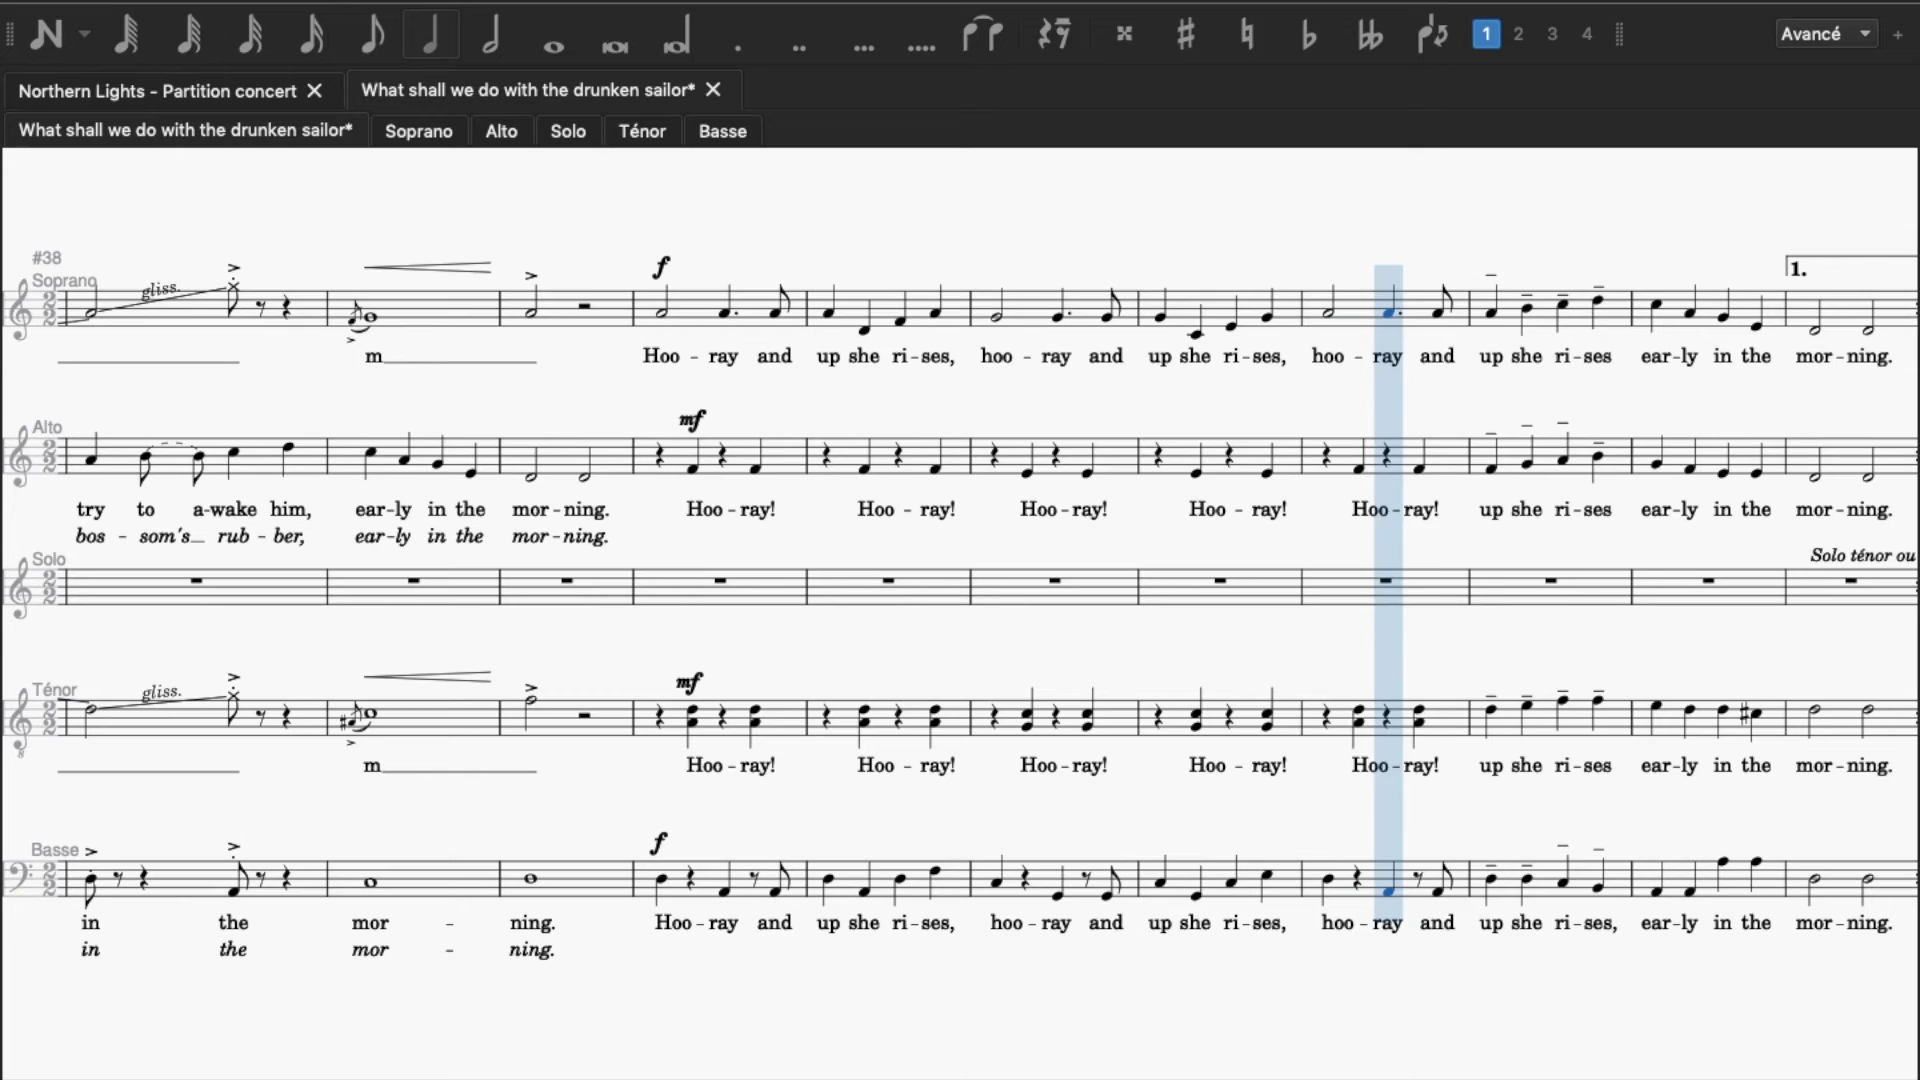 1 2 3 4 Avancé +
Northern Lights - Partition concert What shall we do with the drunken sailor*
What shall we do with the drunken sailor* Soprano Alto Solo Ténor Basse
#38
Soprano gliss. f 1.
m Hoo - ray and up she ri - ses, hoo - ray and up she ri - ses, hoo - ray and up she ri - ses ear - ly in the mor - ning.
mf
Alto
try to a - wake him, ear - ly in the mor - ning. Hoo - ray! Hoo - ray! Hoo - ray! Hoo - ray! Hoo - ray! up she ri - ses ear - ly in the mor - ning.
bos - som's_ rub - ber, ear - ly in the mor - ning.
Solo Solo ténor ou
Ténor gliss. mf
m Hoo - ray! Hoo - ray! Hoo - ray! Hoo - ray! Hoo - ray! up she ri - ses ear - ly in the mor - ning.
Basse f
in the mor - ning. Hoo - ray and up she ri - ses, hoo - ray and up she ri - ses, hoo - ray and up she ri - ses, ear - ly in the mor - ning.
in the mor - ning.